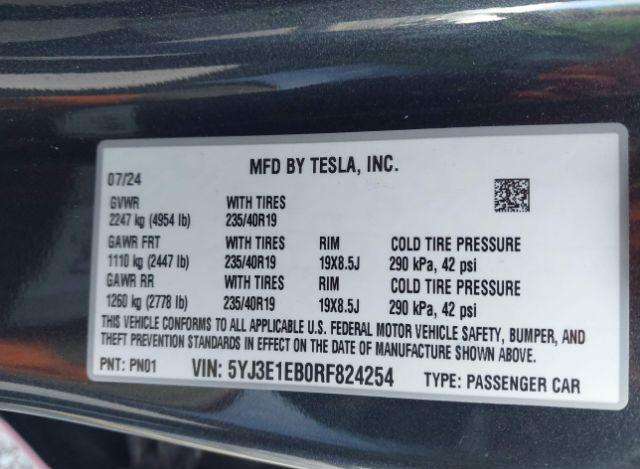 MFD BY TESLA, INC.
07/24
GVWR WITH TIRES
2247 kg (4954 lb) 235/40R19
GAWR FRT WITH TIRES RIM COLD TIRE PRESSURE
1110 kg (2447 lb) 235/40R19 19X8.5J 290 kPa, 42 psi
GAWR RR WITH TIRES RIM COLD TIRE PRESSURE
1260 kg (2778 lb) 235/40R19 19X8.5J 290 kPa, 42 psi
THIS VEHICLE CONFORMS TO ALL APPLICABLE U.S. FEDERAL MOTOR VEHICLE SAFETY, BUMPER, AND
THEFT PREVENTION STANDARDS IN EFFECT ON THE DATE OF MANUFACTURE SHOWN ABOVE.
PNT: PN01 VIN: 5YJ3E1EB0RF824254 TYPE: PASSENGER CAR